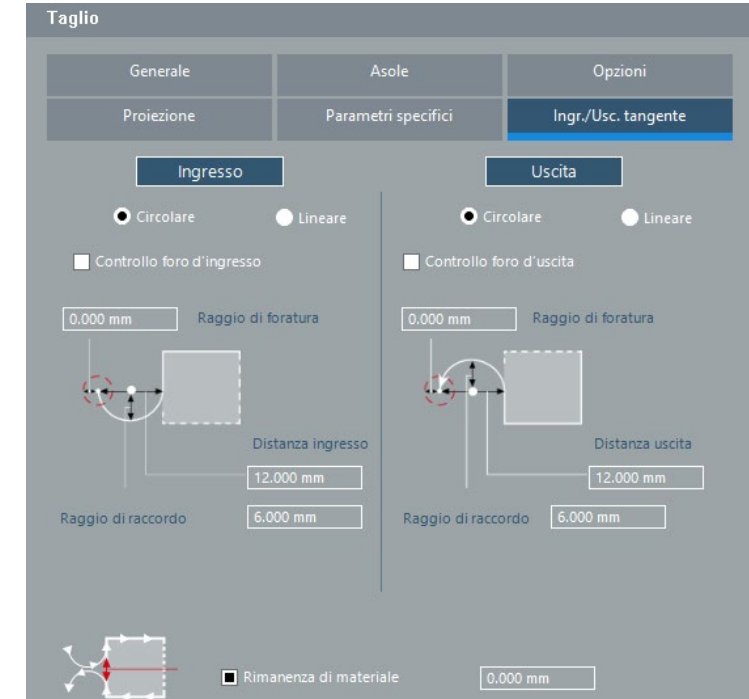 Taglio
Generale Asole Opzioni
Proiezione Parametri specifici Ingr./Usc. tangente
Ingresso Uscita
Circolare Lineare Circolare Lineare
Controllo foro d'ingresso Controllo foro d'uscita
0.000 mm Raggio di foratura 0.000 mm Raggio di foratura
Distanza ingresso Distanza uscita
12.000 mm 12.000 mm
Raggio di raccordo 6.000 mm Raggio di raccordo 6.000 mm
Rimanenza di materiale 0.000 mm